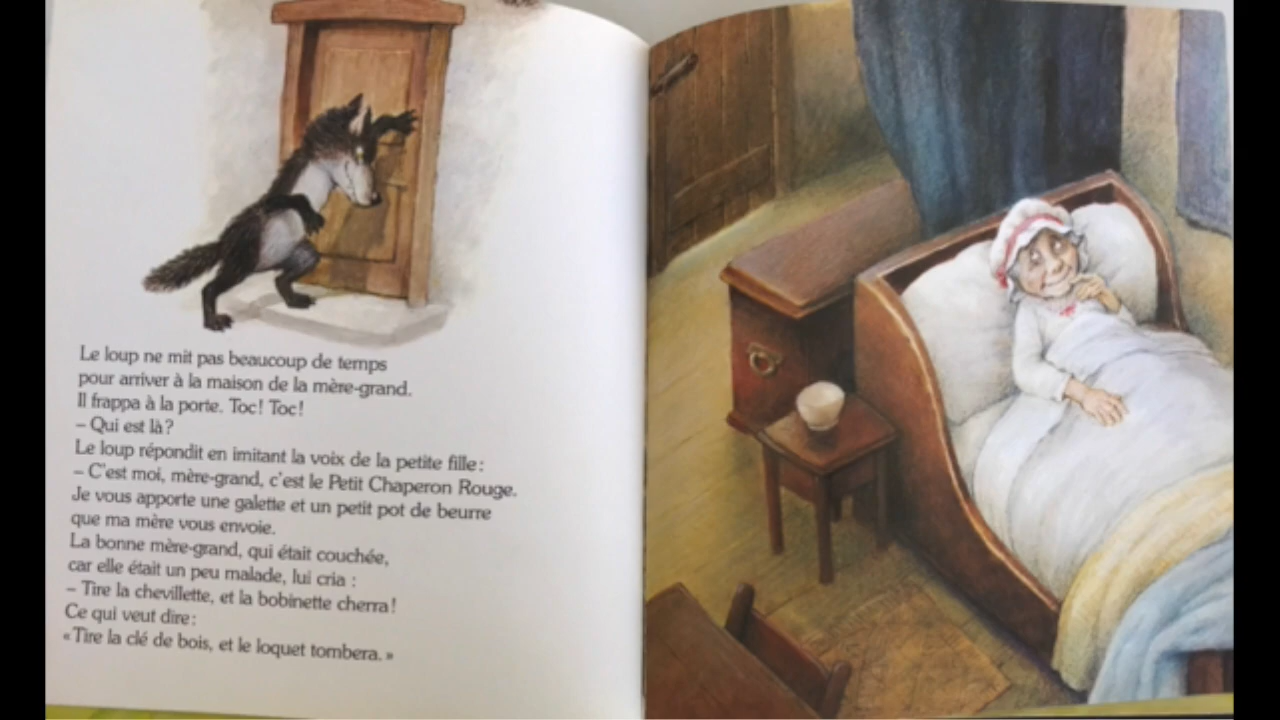 Le loup ne mit pas beaucoup de temps
pour arriver à la maison de la mère-grand.
Il frappa à la porte. Toc! Toc!
– Qui est là?
Le loup répondit en imitant la voix de la petite fille:
– C'est moi, mère-grand, c'est le Petit Chaperon Rouge.
Je vous apporte une galette et un petit pot de beurre
que ma mère vous envoie.
La bonne mère-grand, qui était couchée,
car elle était un peu malade, lui cria :
– Tire la chevillette, et la bobinette cherra!
Ce qui veut dire:
«Tire la clé de bois, et le loquet tombera.»